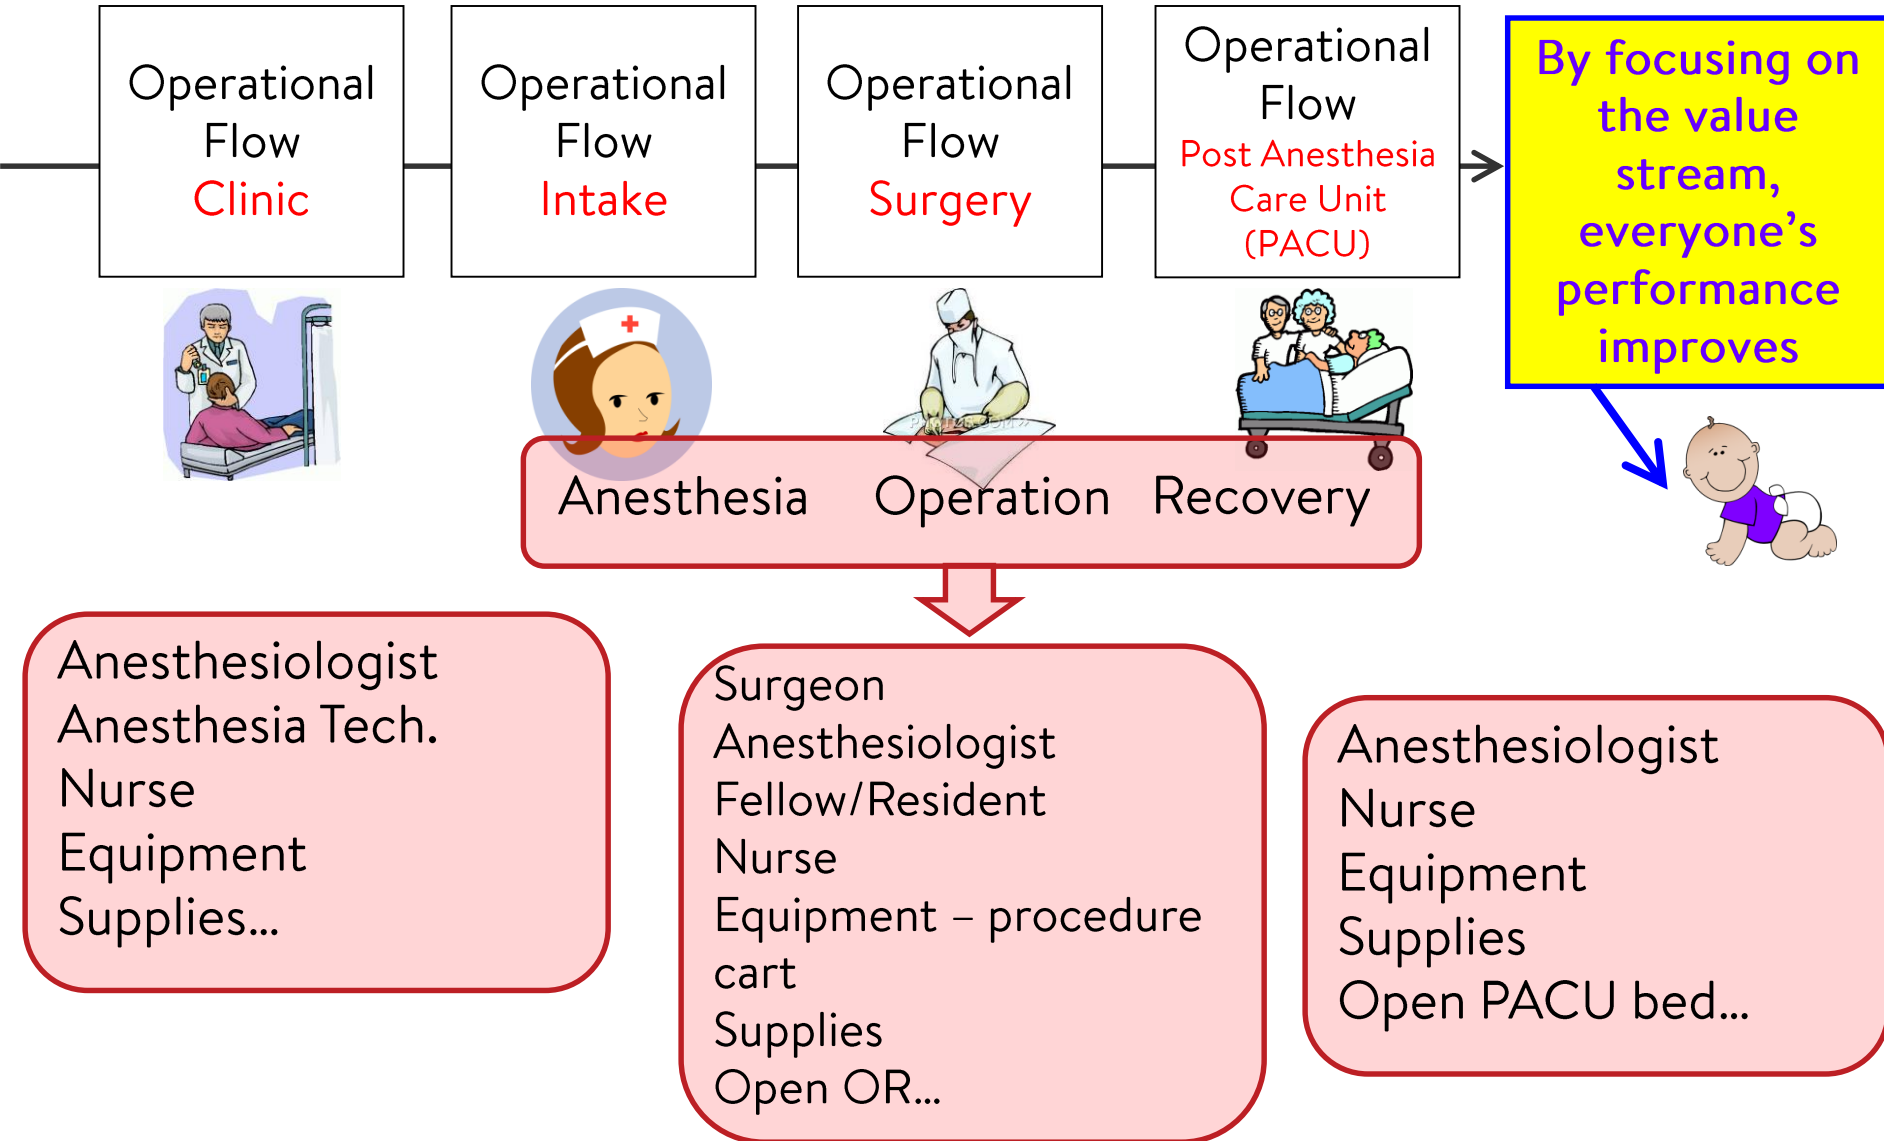 Operational
Flow
Clinic
Operational
Flow
Intake
Operational
Flow
Surgery
Operational
Flow
Post Anesthesia
Care Unit
(PACU)
By focusing on
the value
stream,
everyone's
performance
improves
Anesthesia
Operation
Recovery
Anesthesiologist
Anesthesia Tech.
Nurse
Equipment
Supplies...
Surgeon
Anesthesiologist
Fellow/Resident
Nurse
Equipment – procedure
cart
Supplies
Open OR...
Anesthesiologist
Nurse
Equipment
Supplies
Open PACU bed...